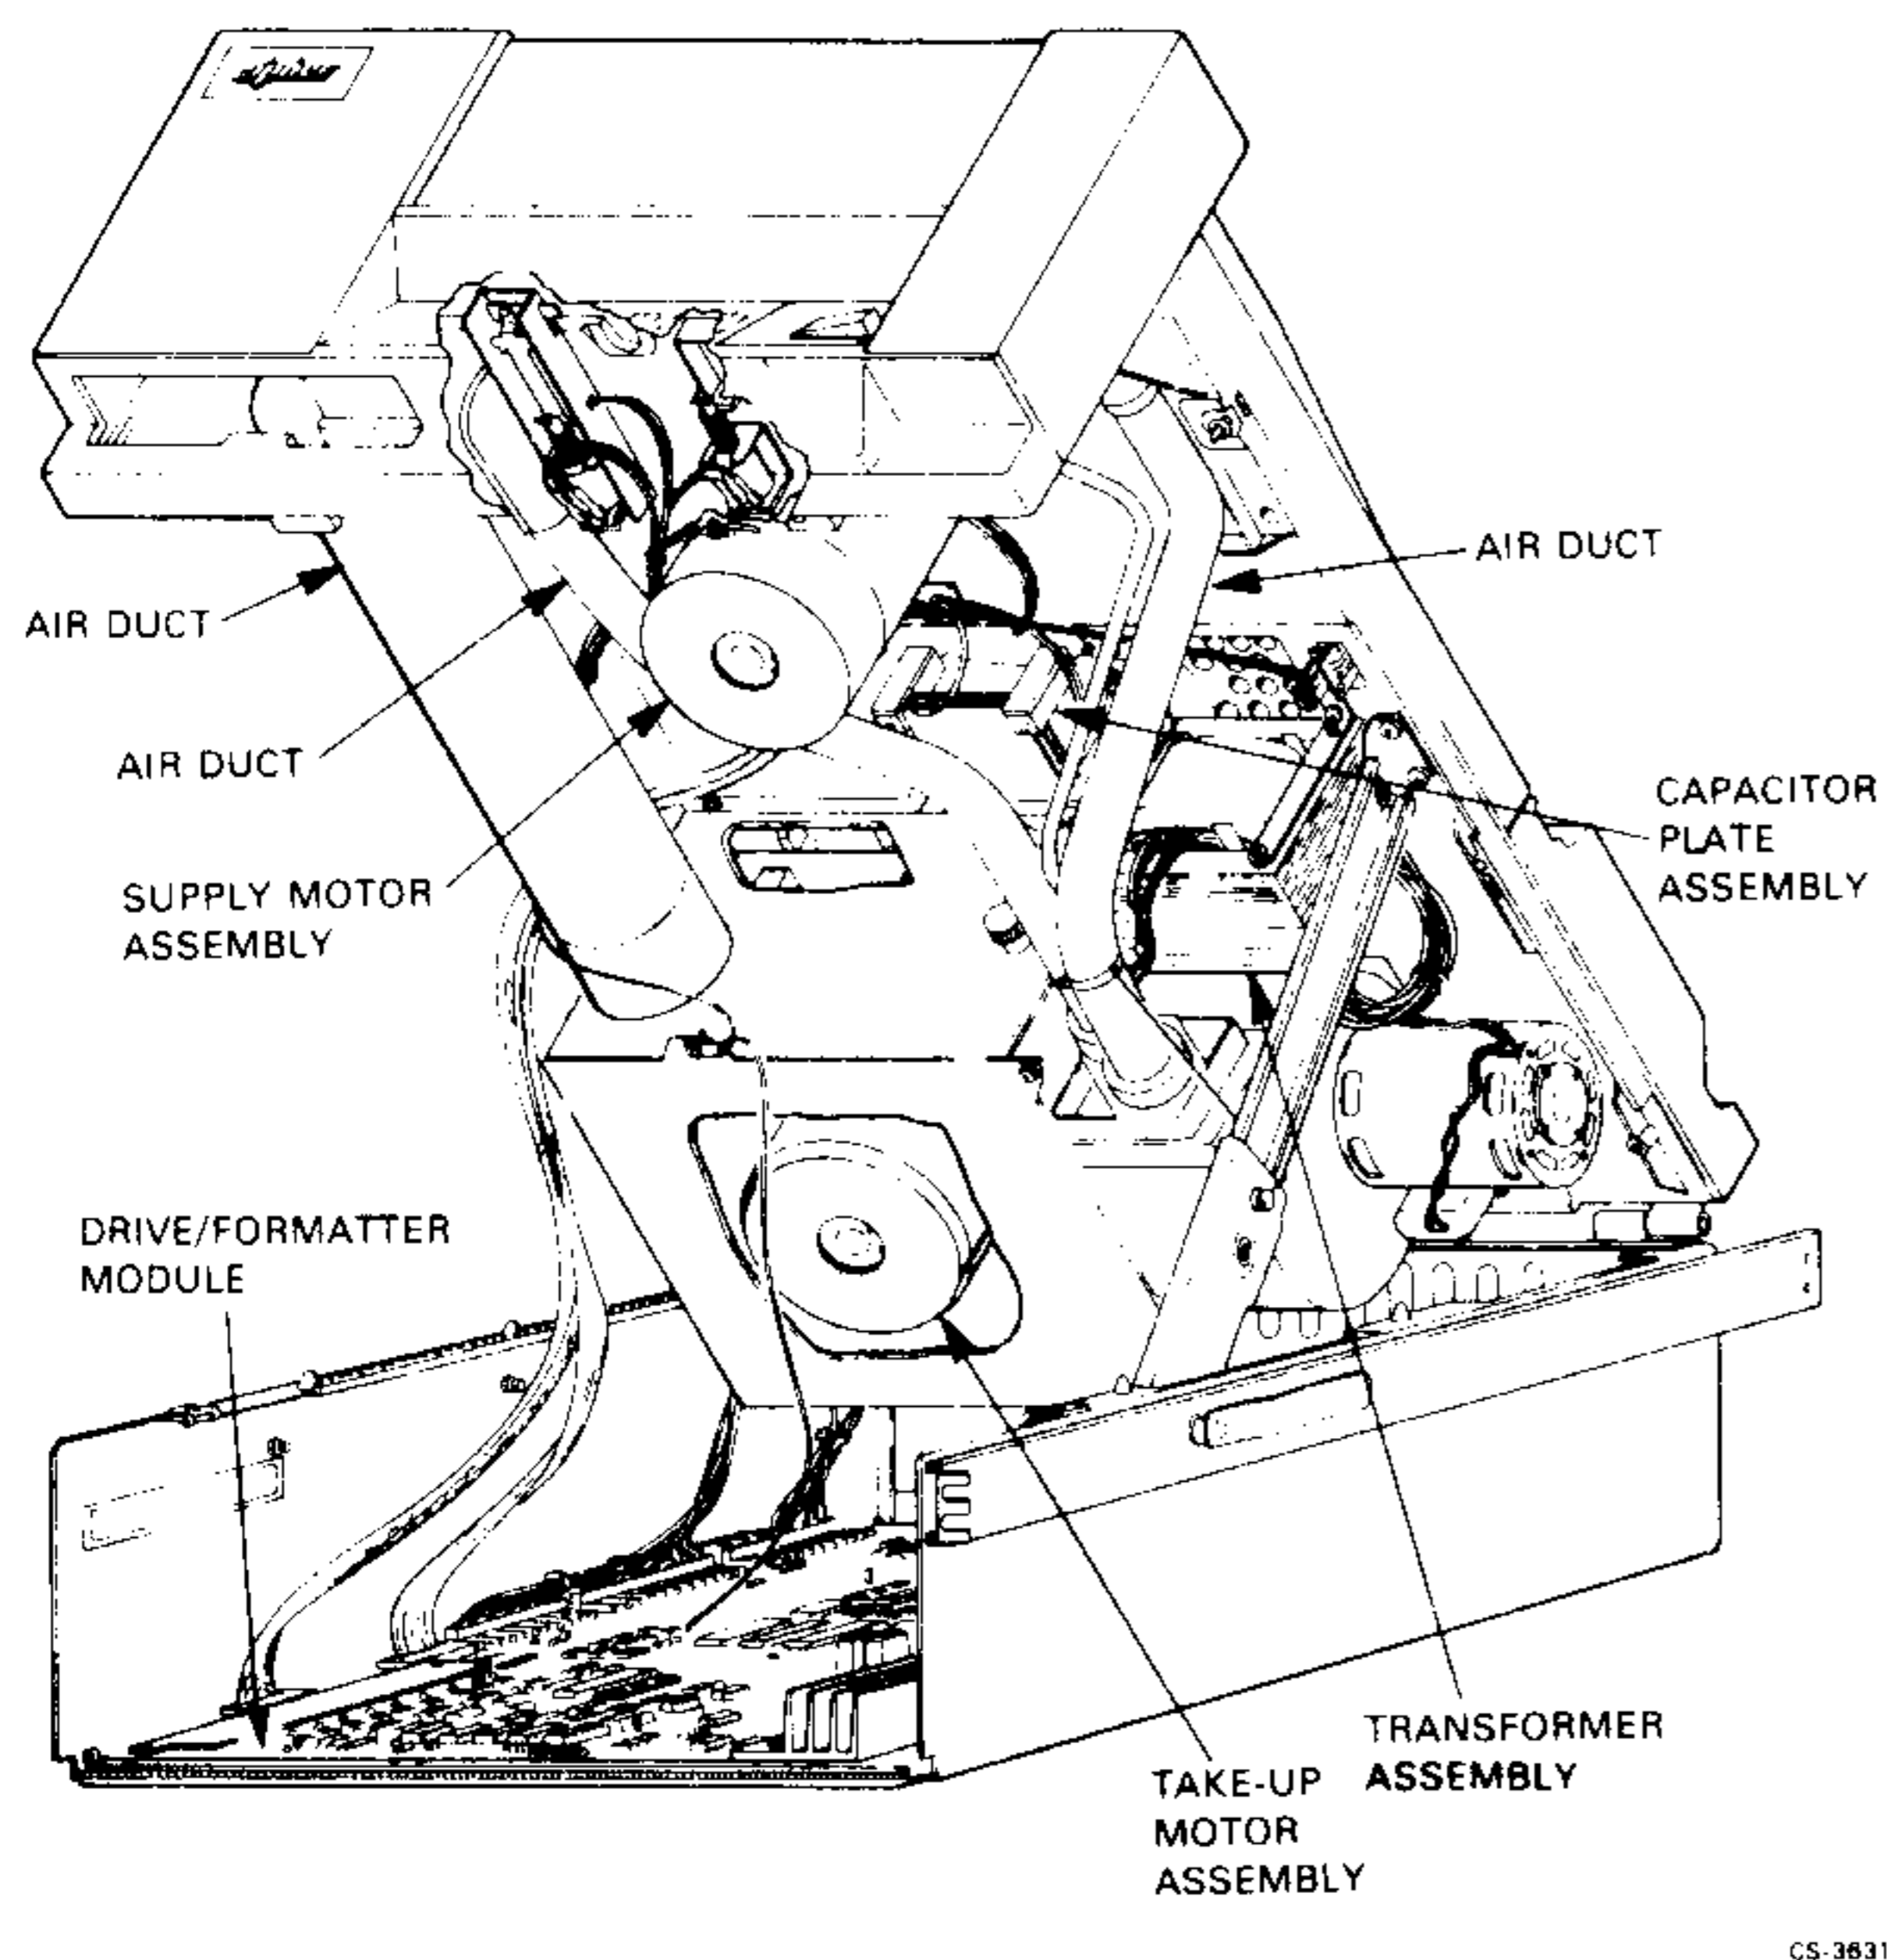 AIR DUCT
AIR DUCT
AIR DUCT
CAPACITOR
PLATE
ASSEMBLY
SUPPLY MOTOR
ASSEMBLY
DRIVE/FORMATTER
MODULE
TRANSFORMER
ASSEMBLY
TAKE-UP
MOTOR
ASSEMBLY
CS-3631